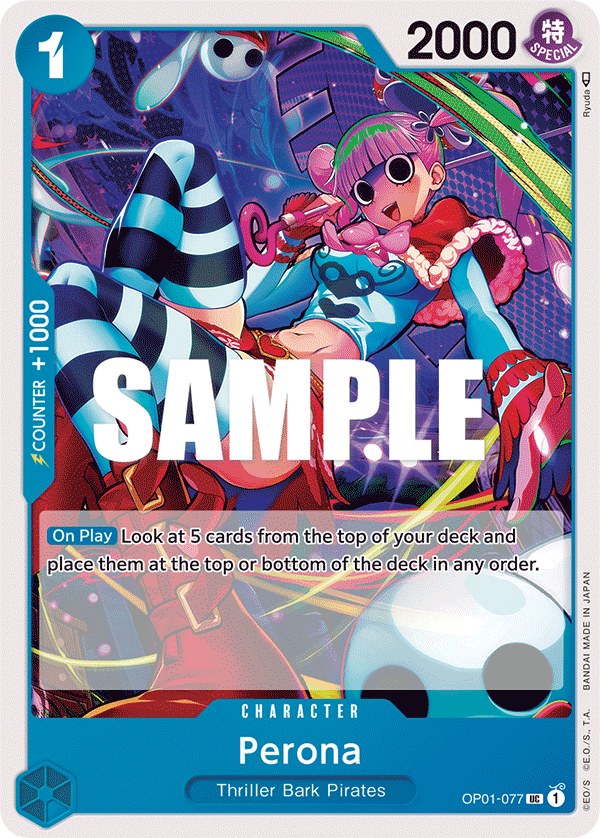 1
2000
特
SPECIAL
Ryuda
COUNTER +1000
SAMPLE
On Play Look at 5 cards from the top of your deck and
place them at the top or bottom of the deck in any order.
CHARACTER
Perona
Thriller Bark Pirates
OP01-077 UC 1
©EO/S ©E.O./S., T.A. BANDAI MADE IN JAPAN